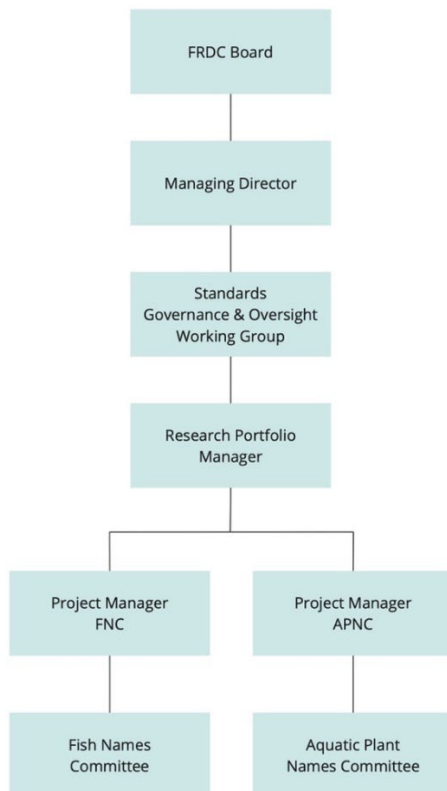 FRDC Board
Managing Director
Standards
Governance & Oversight
Working Group
Research Portfolio
Manager
Project Manager
FNC
Project Manager
APNC
Fish Names
Committee
Aquatic Plant
Names Committee